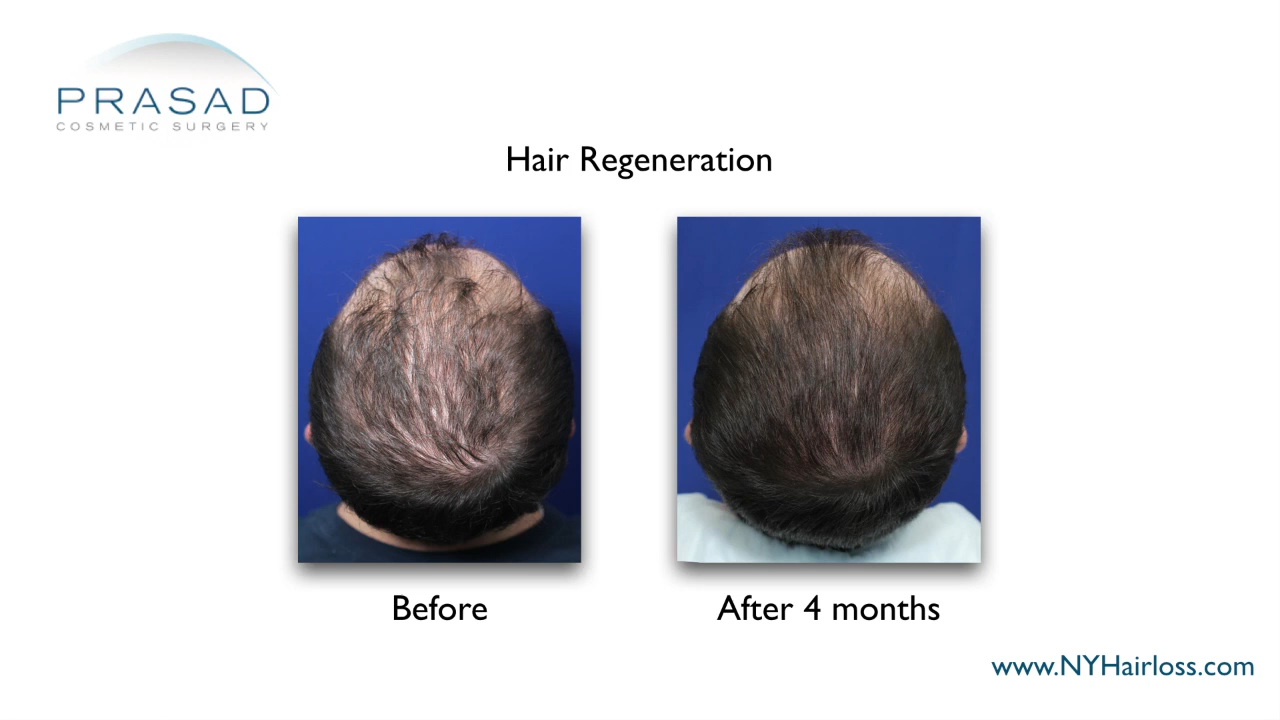 PRASAD
COSMETIC SURGERY
Hair Regeneration
Before
After 4 months
www.NYHairloss.com